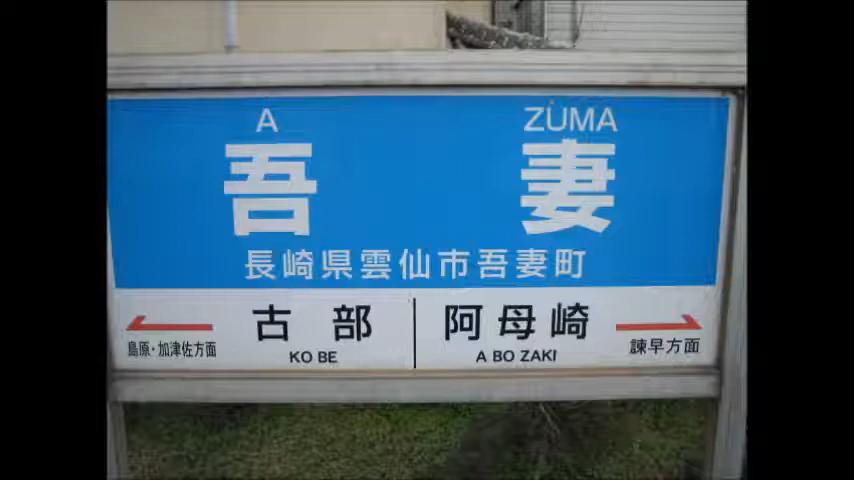 A ZUMA
吾 妻
長崎県雲仙市吾妻町
古部 阿母崎
KO BE A BO ZAKI
島原・加津佐方面 諫早方面